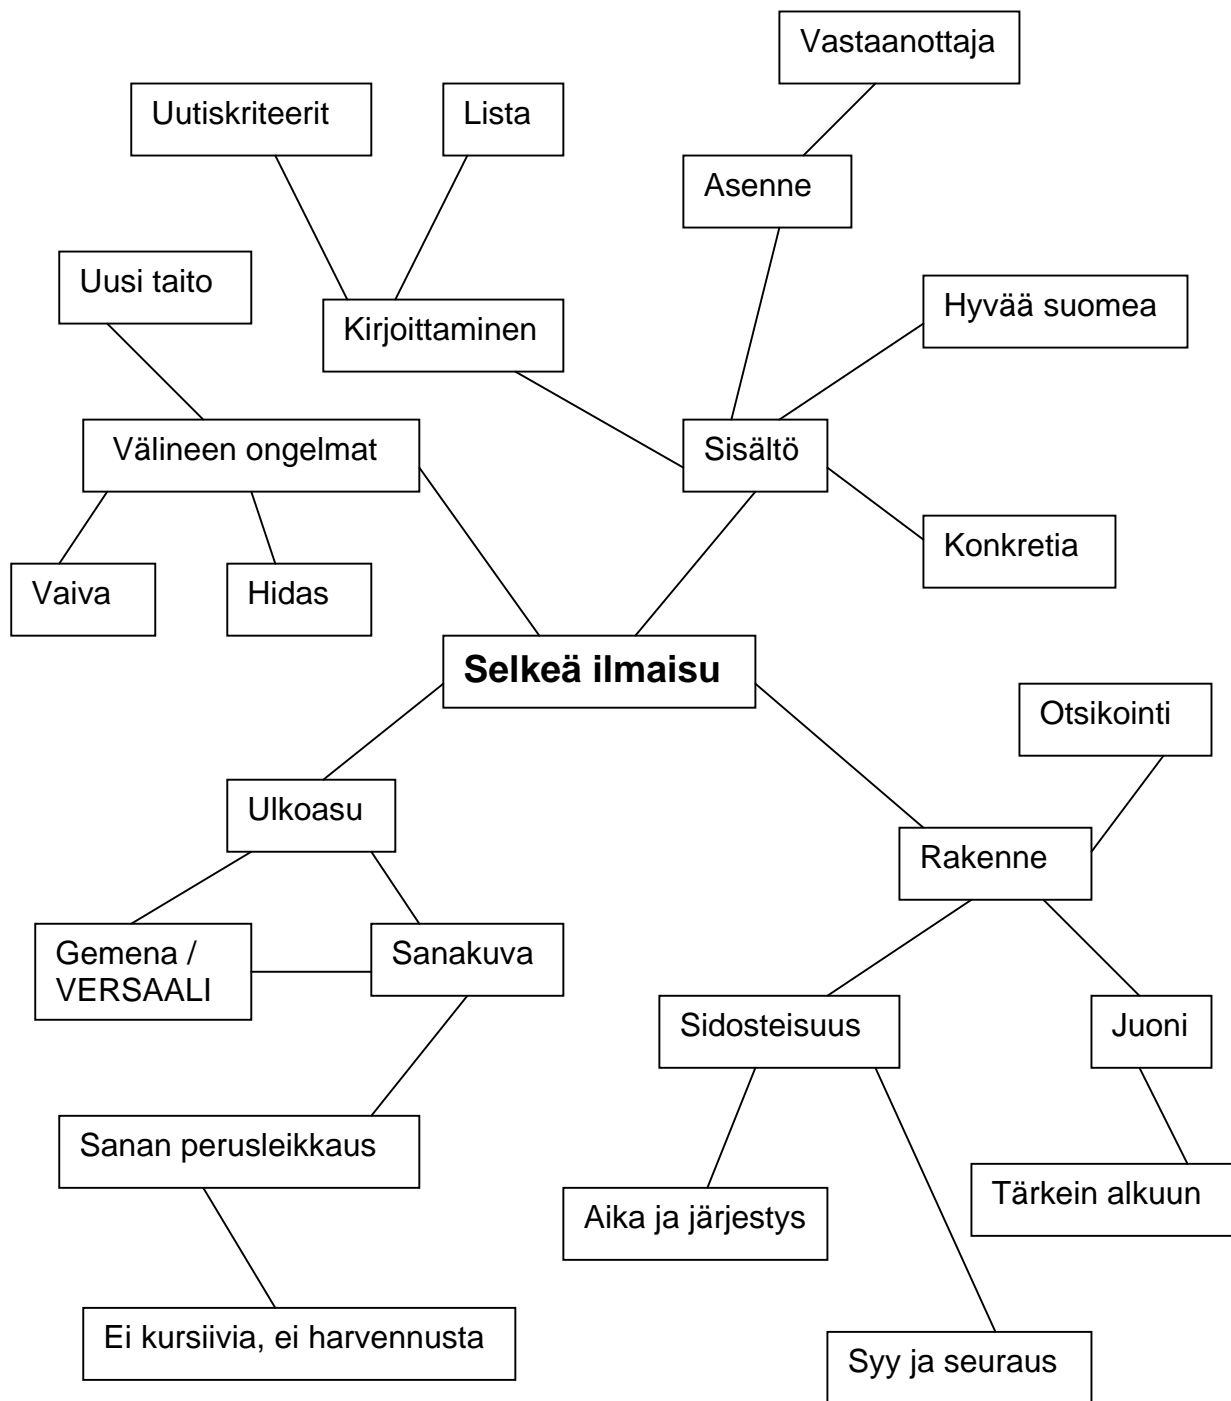 Vastaanottaja
Uutiskriteerit
Lista
Asenne
Uusi taito
Hyvää suomea
Kirjoittaminen
Välineen ongelmat
Sisältö
Konkretia
Vaiva
Hidas
Selkeä ilmaisu
Otsikointi
Ulkoasu
Rakenne
Gemena /
VERSAALI
Sanakuva
Sidosteisuus
Juoni
Sanan perusleikkaus
Tärkein alkuun
Aika ja järjestys
Ei kursiivia, ei harvennusta
Syy ja seuraus